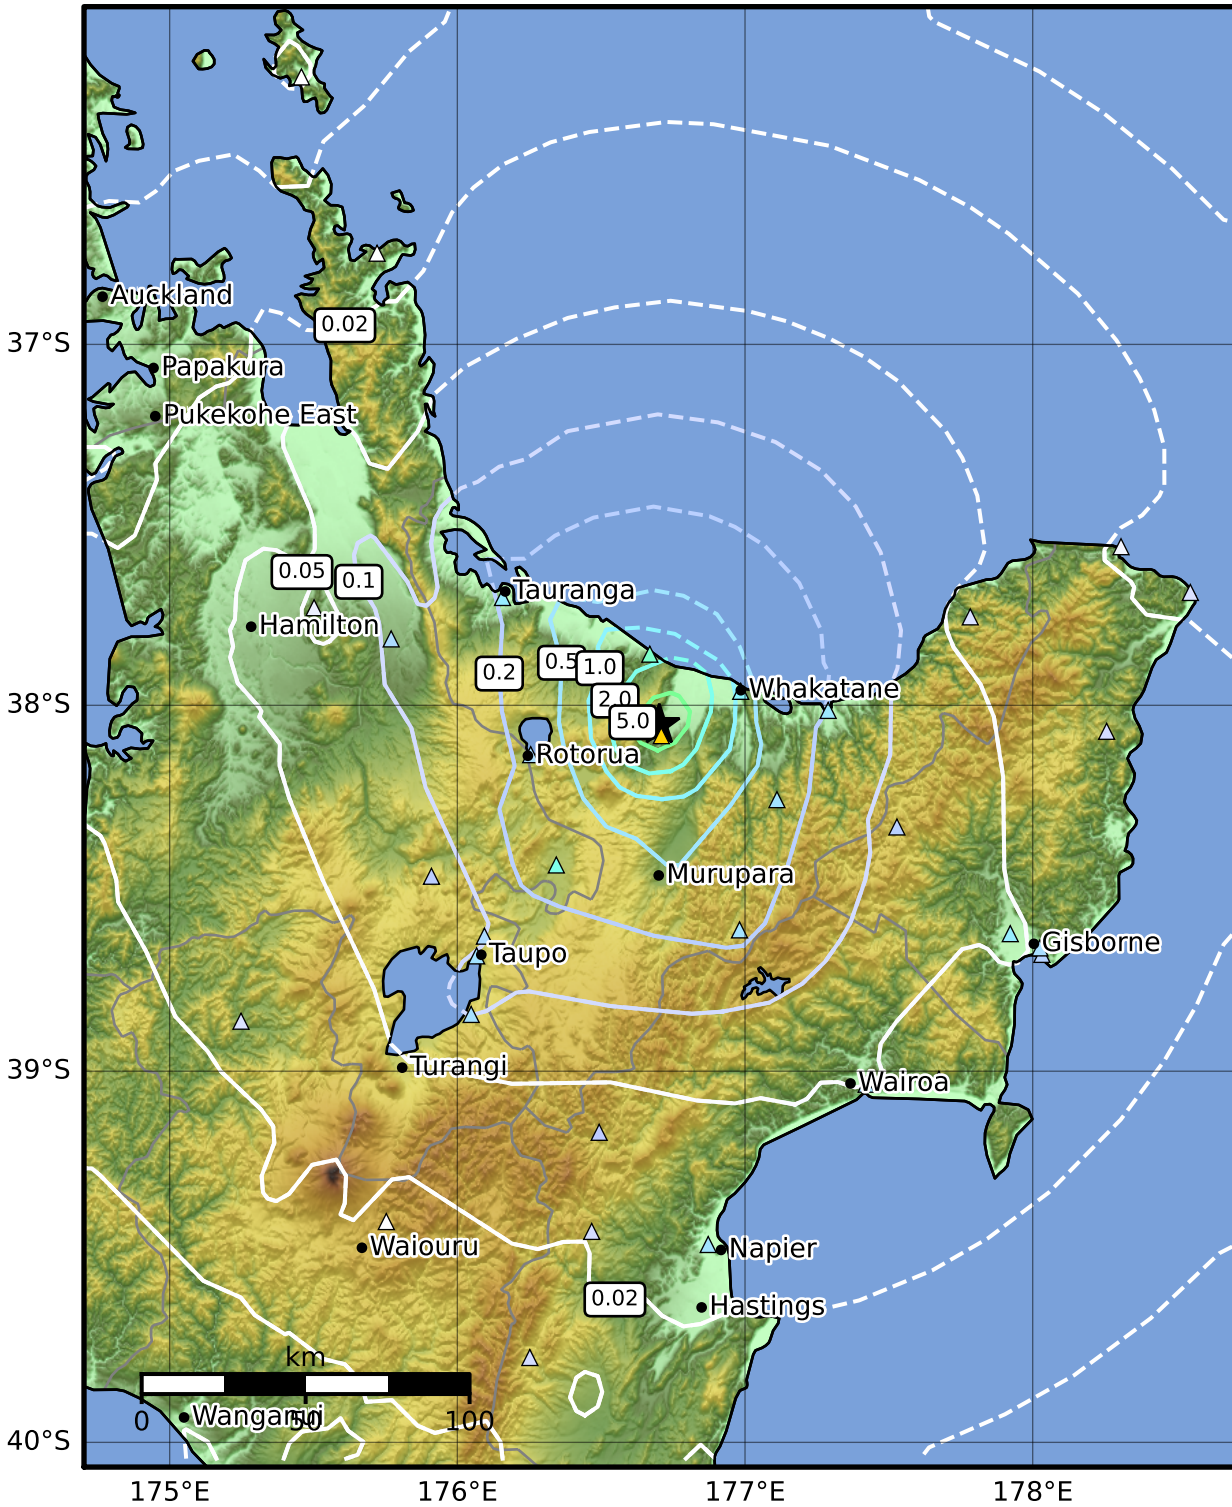 Auckland
0.02
37°S
Papakura
Pukekohe East
0.05
0.1
Tauranga
Hamilton
0.2
0.5
1.0
Whakatane
2.0
38°S
5.0
Rotorua
Murupara
Gisborne
Taupo
39°S
Turangi
Wairoa
Waiouru
Napier
0.02
Hastings
km
Wanganui
0
50
100
40°S
175°E
176°E
177°E
178°E